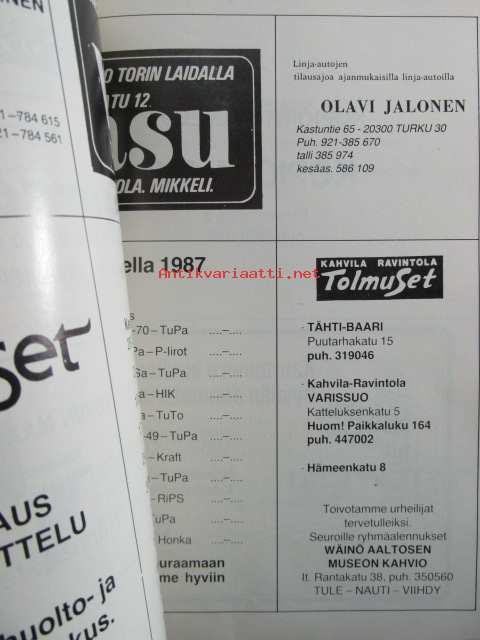 INEN
21-784 615
21-784 561
O TORIN LAIDALLA
ATU 12.
asu
OLA. MIKKELI.
Linja-autojen
tilausajoa ajanmukaisilla linja-autoilla
OLAVI JALONEN
Kastuntie 65 - 20300 TURKU 30
Puh. 921-385 670
talli 385 974
kesäas. 586 109
ella 1987
Antikvariaatti.net
s
-70 – TuPa ....–....
Pa – P-Iirot ....–....
Sa – TuPa ....–....
a – HIK ....–....
a – TuTo ....–....
-49 – TuPa ....–....
– Kraft ....–....
– TuPa ....–....
– RiPS ....–....
TuPa ....–....
– Honka ....–....
uraamaan
me hyviin
KAHVILA RAVINTOLA
TolmuSet
· TÄHTI-BAARI
Puutarhakatu 15
puh. 319046
· Kahvila-Ravintola
VARISSUO
Katteluksenkatu 5
Huom! Paikkaluku 164
puh. 447002
· Hämeenkatu 8
Toivotamme urheilijat
tervetulleiksi.
Seuroille ryhmäalennukset
WÄINÖ AALTOSEN
MUSEON KAHVIO
It. Rantakatu 38, puh. 350560
TULE – NAUTI – VIIHDY
Set
AUS
TTELU
huolto- ja
kus.